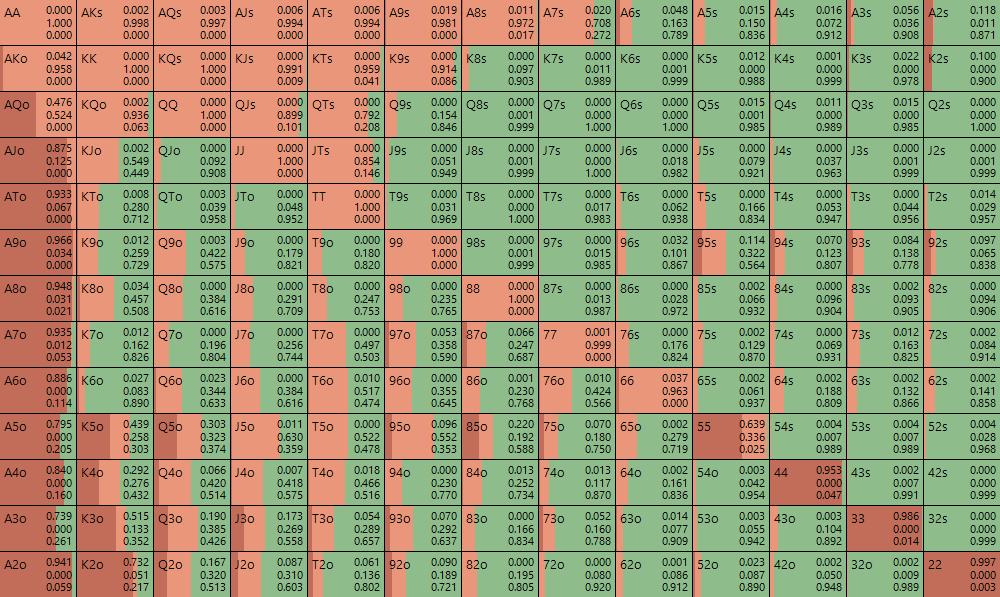 AA 0.000 AKs 0.002 AQs 0.003 AJs 0.006 ATs 0.006 A9s 0.019 A8s 0.011 A7s 0.020 A6s 0.048 A5s 0.015 A4s 0.016 A3s 0.056 A2s 0.118
1.000 0.998 0.997 0.994 0.994 0.981 0.972 0.708 0.163 0.150 0.072 0.036 0.011
0.000 0.000 0.000 0.000 0.000 0.000 0.017 0.272 0.789 0.836 0.912 0.908 0.871
AKo 0.042 KK 0.000 KQs 0.000 KJs 0.000 KTs 0.000 K9s 0.000 K8s 0.000 K7s 0.000 K6s 0.000 K5s 0.000 K4s 0.000 K3s 0.022 K2s 0.100
0.958 1.000 1.000 0.991 0.959 0.914 0.097 0.011 0.001 0.012 0.001 0.000 0.000
0.000 0.000 0.000 0.009 0.041 0.086 0.903 0.989 0.999 0.988 0.999 0.978 0.900
AQo 0.476 KQo 0.002 QQ 0.000 QJs 0.000 QTs 0.000 Q9s 0.000 Q8s 0.000 Q7s 0.000 Q6s 0.000 Q5s 0.000 Q4s 0.000 Q3s 0.000 Q2s 0.000
0.524 0.936 1.000 0.899 0.792 0.154 0.001 0.000 0.000 0.015 0.011 0.015 0.000
0.000 0.063 0.000 0.101 0.208 0.846 0.999 1.000 1.000 0.985 0.989 0.985 1.000
AJo 0.875 KJo 0.002 QJo 0.000 JJ 0.000 JTs 0.000 J9s 0.000 J8s 0.000 J7s 0.000 J6s 0.000 J5s 0.000 J4s 0.000 J3s 0.000 J2s 0.000
0.125 0.549 0.092 1.000 0.854 0.051 0.001 0.000 0.018 0.079 0.037 0.001 0.001
0.000 0.449 0.908 0.000 0.146 0.949 0.999 1.000 0.982 0.921 0.963 0.999 0.999
ATo 0.933 KTo 0.008 QTo 0.003 JTo 0.000 TT 0.000 T9s 0.000 T8s 0.000 T7s 0.000 T6s 0.000 T5s 0.000 T4s 0.000 T3s 0.000 T2s 0.014
0.067 0.280 0.039 0.048 1.000 0.031 0.000 0.017 0.062 0.166 0.053 0.044 0.029
0.000 0.712 0.958 0.952 0.000 0.969 1.000 0.983 0.938 0.834 0.947 0.956 0.957
A9o 0.966 K9o 0.012 Q9o 0.003 J9o 0.000 T9o 0.000 99 0.000 98s 0.000 97s 0.000 96s 0.032 95s 0.114 94s 0.070 93s 0.084 92s 0.097
0.034 0.259 0.422 0.179 0.180 1.000 0.001 0.015 0.101 0.322 0.123 0.138 0.065
0.000 0.729 0.575 0.821 0.820 0.000 0.999 0.985 0.867 0.564 0.807 0.778 0.838
A8o 0.948 K8o 0.034 Q8o 0.000 J8o 0.000 T8o 0.000 98o 0.000 88 0.000 87s 0.000 86s 0.000 85s 0.002 84s 0.000 83s 0.002 82s 0.000
0.031 0.457 0.384 0.291 0.247 0.235 1.000 0.013 0.028 0.066 0.096 0.093 0.094
0.021 0.508 0.616 0.709 0.753 0.765 0.000 0.987 0.972 0.932 0.904 0.905 0.906
A7o 0.935 K7o 0.012 Q7o 0.000 J7o 0.000 T7o 0.000 97o 0.053 87o 0.066 77 0.001 76s 0.000 75s 0.002 74s 0.000 73s 0.012 72s 0.002
0.012 0.162 0.196 0.256 0.497 0.358 0.247 0.999 0.176 0.129 0.069 0.163 0.084
0.053 0.826 0.804 0.744 0.503 0.590 0.687 0.000 0.824 0.870 0.931 0.825 0.914
A6o 0.886 K6o 0.027 Q6o 0.023 J6o 0.000 T6o 0.010 96o 0.000 86o 0.001 76o 0.010 66 0.037 65s 0.002 64s 0.002 63s 0.002 62s 0.002
0.000 0.083 0.344 0.384 0.517 0.355 0.230 0.424 0.963 0.061 0.188 0.132 0.141
0.114 0.890 0.633 0.616 0.474 0.645 0.768 0.566 0.000 0.937 0.809 0.866 0.858
A5o 0.795 K5o 0.439 Q5o 0.303 J5o 0.011 T5o 0.000 95o 0.096 85o 0.220 75o 0.070 65o 0.002 55 0.639 54s 0.004 53s 0.004 52s 0.004
0.000 0.258 0.323 0.630 0.522 0.552 0.192 0.180 0.279 0.336 0.007 0.007 0.028
0.205 0.303 0.374 0.359 0.478 0.353 0.588 0.750 0.719 0.025 0.989 0.989 0.968
A4o 0.840 K4o 0.292 Q4o 0.066 J4o 0.007 T4o 0.018 94o 0.000 84o 0.013 74o 0.013 64o 0.002 54o 0.003 44 0.953 43s 0.002 42s 0.000
0.000 0.276 0.420 0.418 0.466 0.230 0.252 0.117 0.161 0.042 0.000 0.007 0.000
0.160 0.432 0.514 0.575 0.516 0.770 0.734 0.870 0.836 0.954 0.047 0.991 0.999
A3o 0.739 K3o 0.515 Q3o 0.190 J3o 0.173 T3o 0.054 93o 0.070 83o 0.000 73o 0.052 63o 0.014 53o 0.003 43o 0.003 33 0.986 32s 0.000
0.000 0.133 0.385 0.269 0.289 0.292 0.166 0.160 0.077 0.055 0.104 0.000 0.000
0.261 0.352 0.426 0.558 0.657 0.637 0.834 0.788 0.909 0.942 0.892 0.014 0.999
A2o 0.941 K2o 0.732 Q2o 0.167 J2o 0.087 T2o 0.061 92o 0.090 82o 0.000 72o 0.000 62o 0.001 52o 0.023 42o 0.002 32o 0.002 22 0.997
0.000 0.051 0.320 0.310 0.136 0.189 0.195 0.080 0.086 0.087 0.050 0.009 0.000
0.059 0.217 0.513 0.603 0.802 0.721 0.805 0.920 0.912 0.890 0.948 0.989 0.003